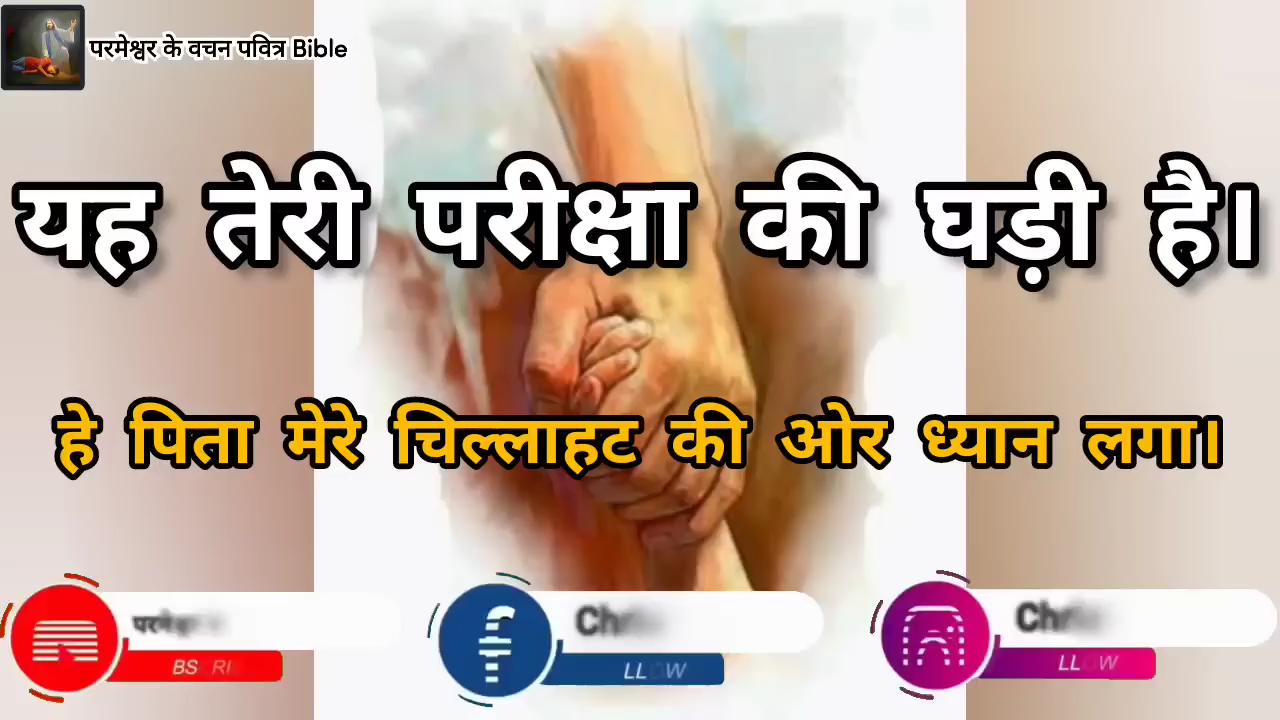 परमेश्वर के वचन पवित्र Bible
यह तेरी परीक्षा की घड़ी है।
हे पिता मेरे चिल्लाहट की ओर ध्यान लगा।